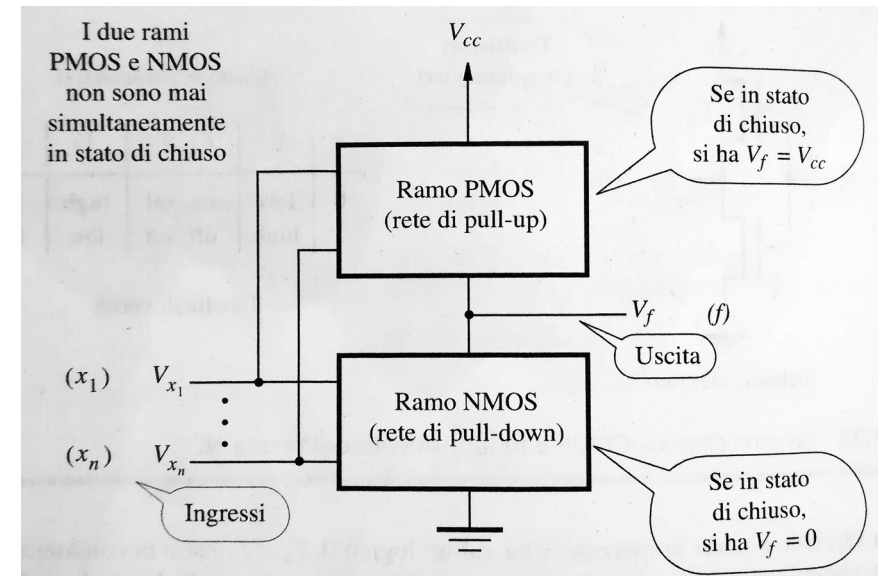 I due rami
PMOS e NMOS
non sono mai
simultaneamente
in stato di chiuso
V_cc
Se in stato
di chiuso,
si ha V_f = V_cc
Ramo PMOS
(rete di pull-up)
V_f (f)
Uscita
(x_1) V_x_1
Ramo NMOS
(rete di pull-down)
(x_n) V_x_n
Ingressi
Se in stato
di chiuso,
si ha V_f = 0